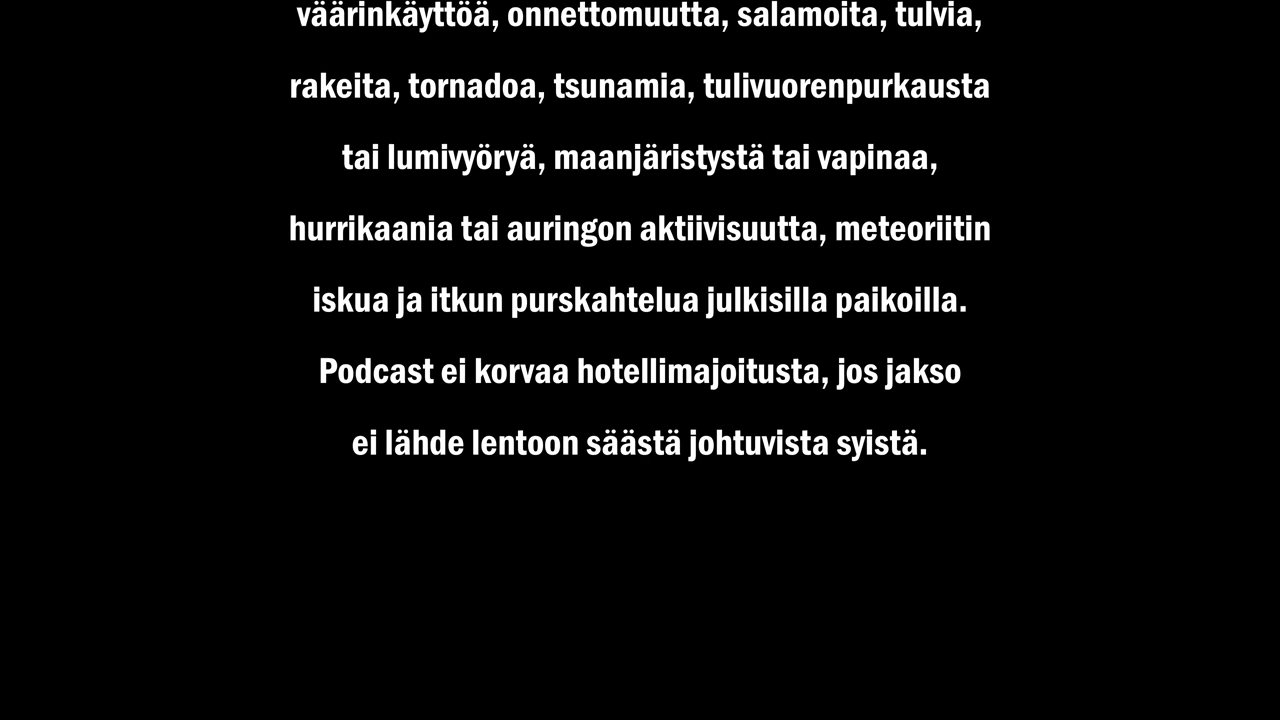 väärinkäyttöä, onnettomuutta, salamoita, tulvia,
rakeita, tornadoa, tsunamia, tulivuorenpurkausta
tai lumivyöryä, maanjäristystä tai vapinaa,
hurrikaania tai auringon aktiivisuutta, meteoriitin
iskua ja itkun purskahtelua julkisilla paikoilla.
Podcast ei korvaa hotellimajoitusta, jos jakso
ei lähde lentoon säästä johtuvista syistä.